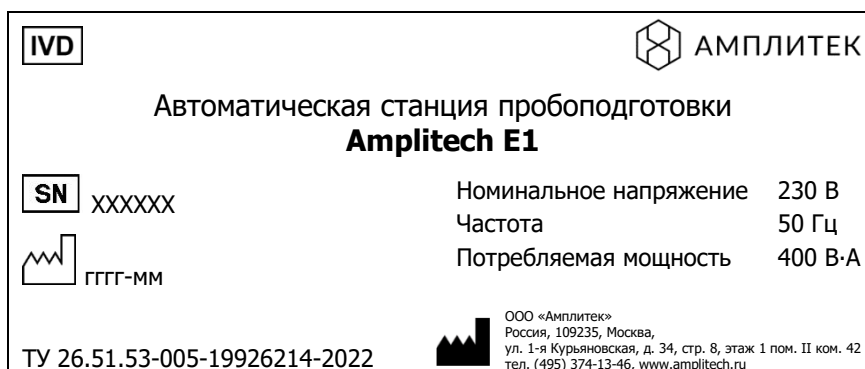 IVD
АМПЛИТЕК
Автоматическая станция пробоподготовки
Amplitech E1
SN XXXXXX
Номинальное напряжение 230 В
Частота 50 Гц
Потребляемая мощность 400 В·А
гггг-мм
ООО «Амплитек»
Россия, 109235, Москва,
ул. 1-я Курьяновская, д. 34, стр. 8, этаж 1 пом. II ком. 42
тел. (495) 374-13-46, www.amplitech.ru
ТУ 26.51.53-005-19926214-2022